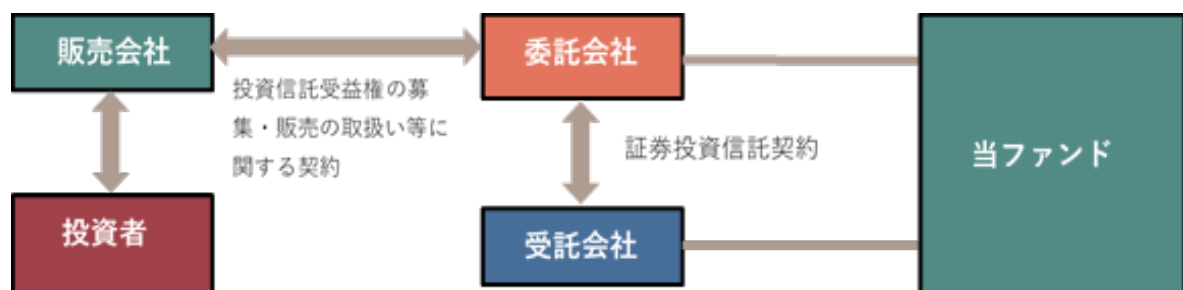 販売会社
委託会社
投資信託受益権の募
集・販売の取扱い等に
関する契約
証券投資信託契約
当ファンド
投資者
受託会社